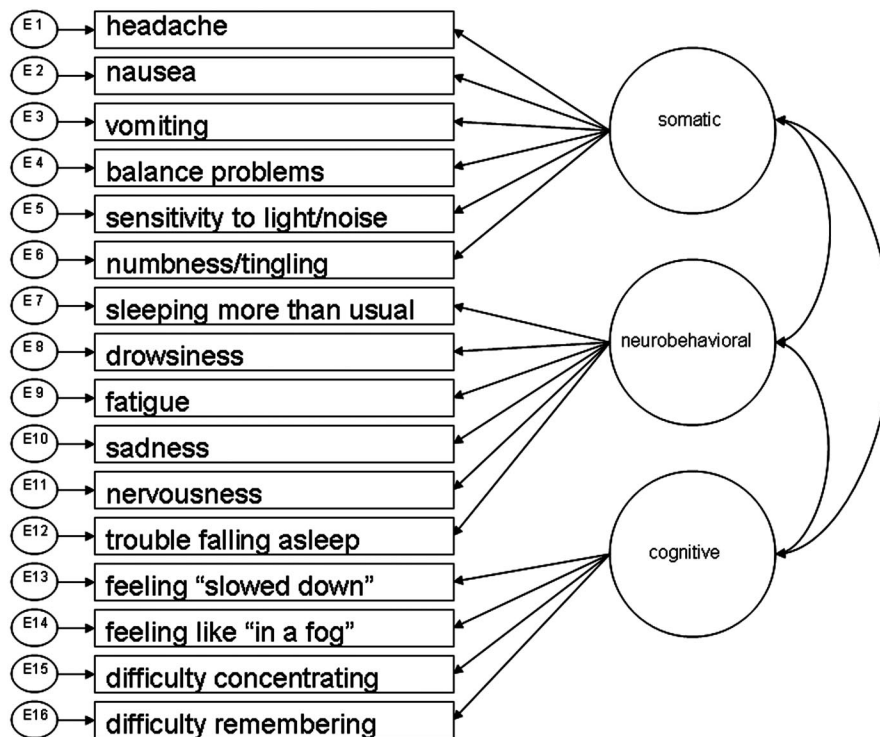 E1 headache
E2 nausea
E3 vomiting
E4 balance problems
E5 sensitivity to light/noise
E6 numbness/tingling
E7 sleeping more than usual
E8 drowsiness
E9 fatigue
E10 sadness
E11 nervousness
E12 trouble falling asleep
E13 feeling “slowed down”
E14 feeling like “in a fog”
E15 difficulty concentrating
E16 difficulty remembering
somatic
neurobehavioral
cognitive